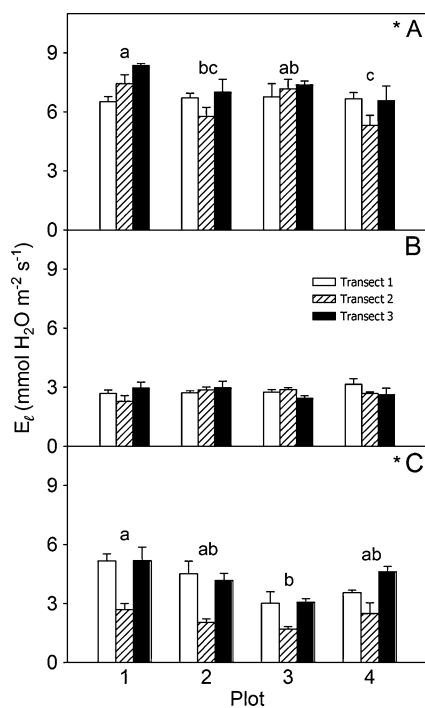 * A
9
6
3
0
a
bc
ab
c
B
9
6
3
0
Transect 1
Transect 2
Transect 3
E_ℓ (mmol H₂O m⁻² s⁻¹)
* C
9
6
3
0
a
ab
b
ab
1 2 3 4
Plot